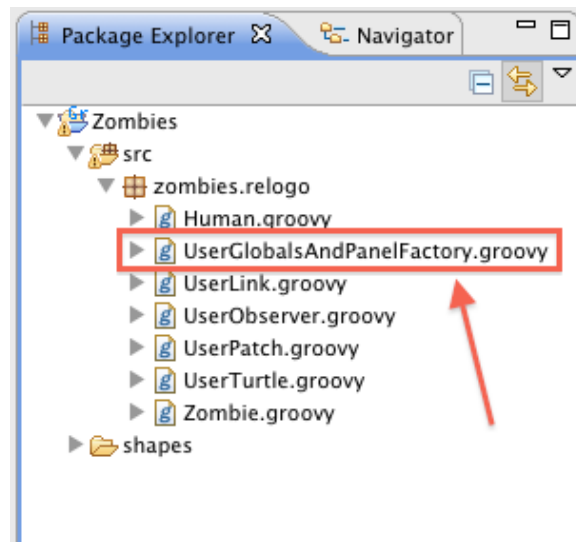 Package Explorer Navigator
Zombies
src
zombies.relogo
Human.groovy
UserGlobalsAndPanelFactory.groovy
UserLink.groovy
UserObserver.groovy
UserPatch.groovy
UserTurtle.groovy
Zombie.groovy
shapes